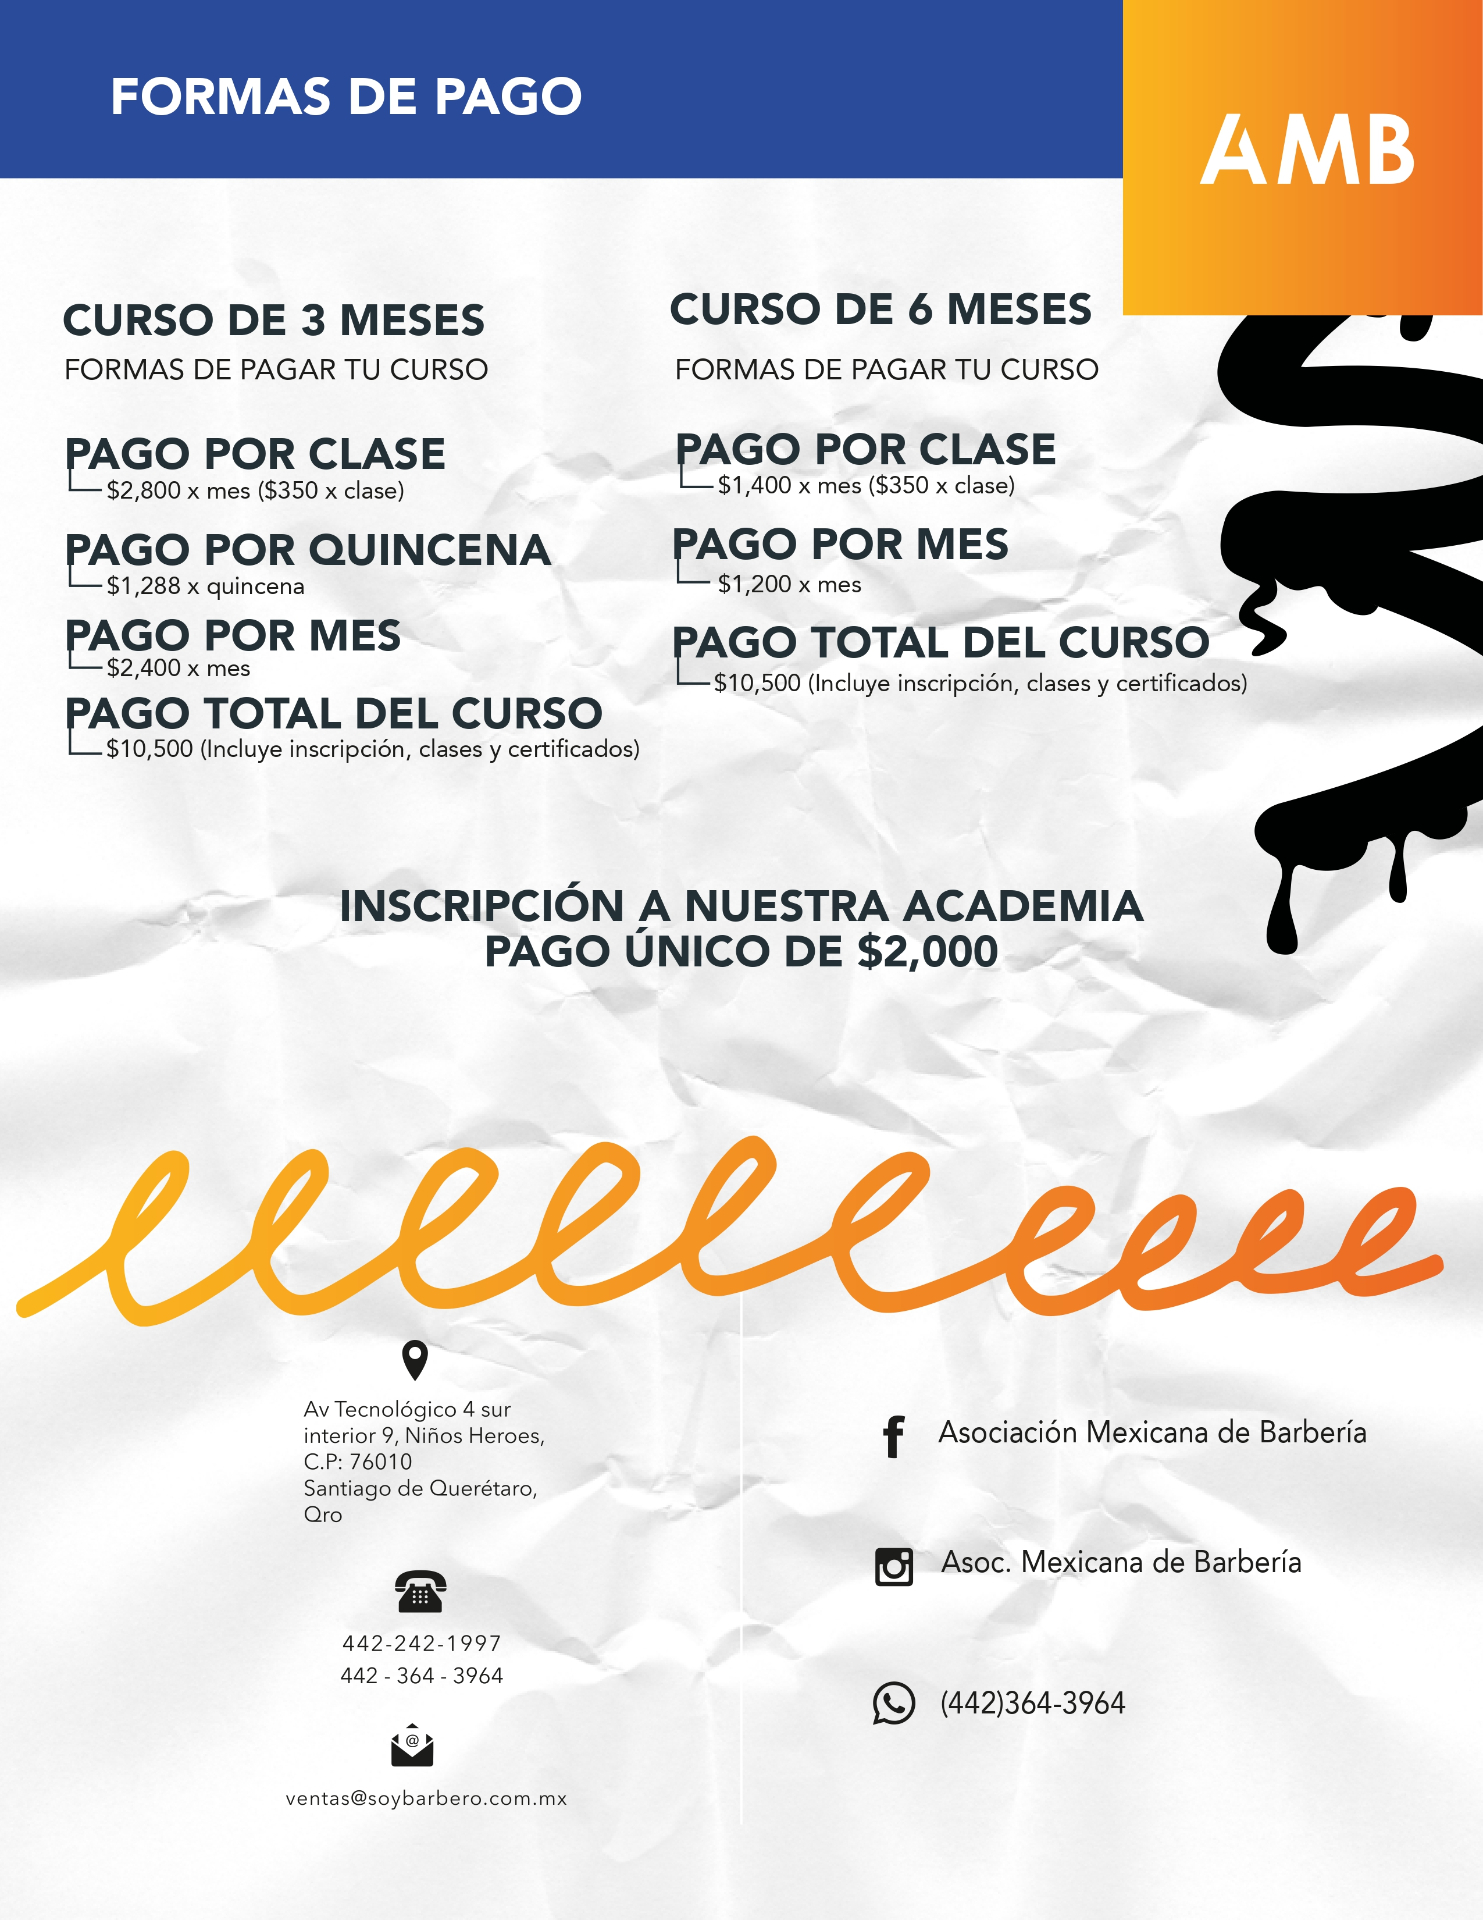 FORMAS DE PAGO
AMB
CURSO DE 3 MESES
FORMAS DE PAGAR TU CURSO
PAGO POR CLASE
$2,800 x mes ($350 x clase)
PAGO POR QUINCENA
$1,288 x quincena
PAGO POR MES
$2,400 x mes
PAGO TOTAL DEL CURSO
$10,500 (Incluye inscripción, clases y certificados)
CURSO DE 6 MESES
FORMAS DE PAGAR TU CURSO
PAGO POR CLASE
$1,400 x mes ($350 x clase)
PAGO POR MES
$1,200 x mes
PAGO TOTAL DEL CURSO
$10,500 (Incluye inscripción, clases y certificados)
INSCRIPCIÓN A NUESTRA ACADEMIA
PAGO ÚNICO DE $2,000
Av Tecnológico 4 sur
interior 9, Niños Heroes,
C.P: 76010
Santiago de Querétaro,
Qro
442-242-1997
442 - 364 - 3964
@
ventas@soybarbero.com.mx
Asociación Mexicana de Barbería
Asoc. Mexicana de Barbería
(442)364-3964